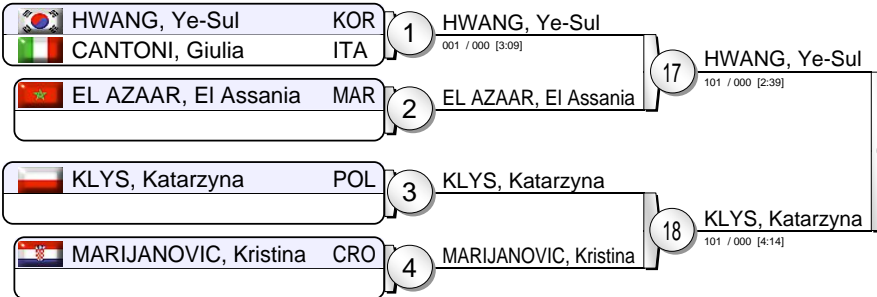 HWANG, Ye-Sul KOR
CANTONI, Giulia ITA
1
HWANG, Ye-Sul
001 / 000 [3:09]
EL AZAAR, El Assania MAR
2
EL AZAAR, El Assania
17
HWANG, Ye-Sul
101 / 000 [2:39]
KLYS, Katarzyna POL
3
KLYS, Katarzyna
MARIJANOVIC, Kristina CRO
4
MARIJANOVIC, Kristina
18
KLYS, Katarzyna
101 / 000 [4:14]